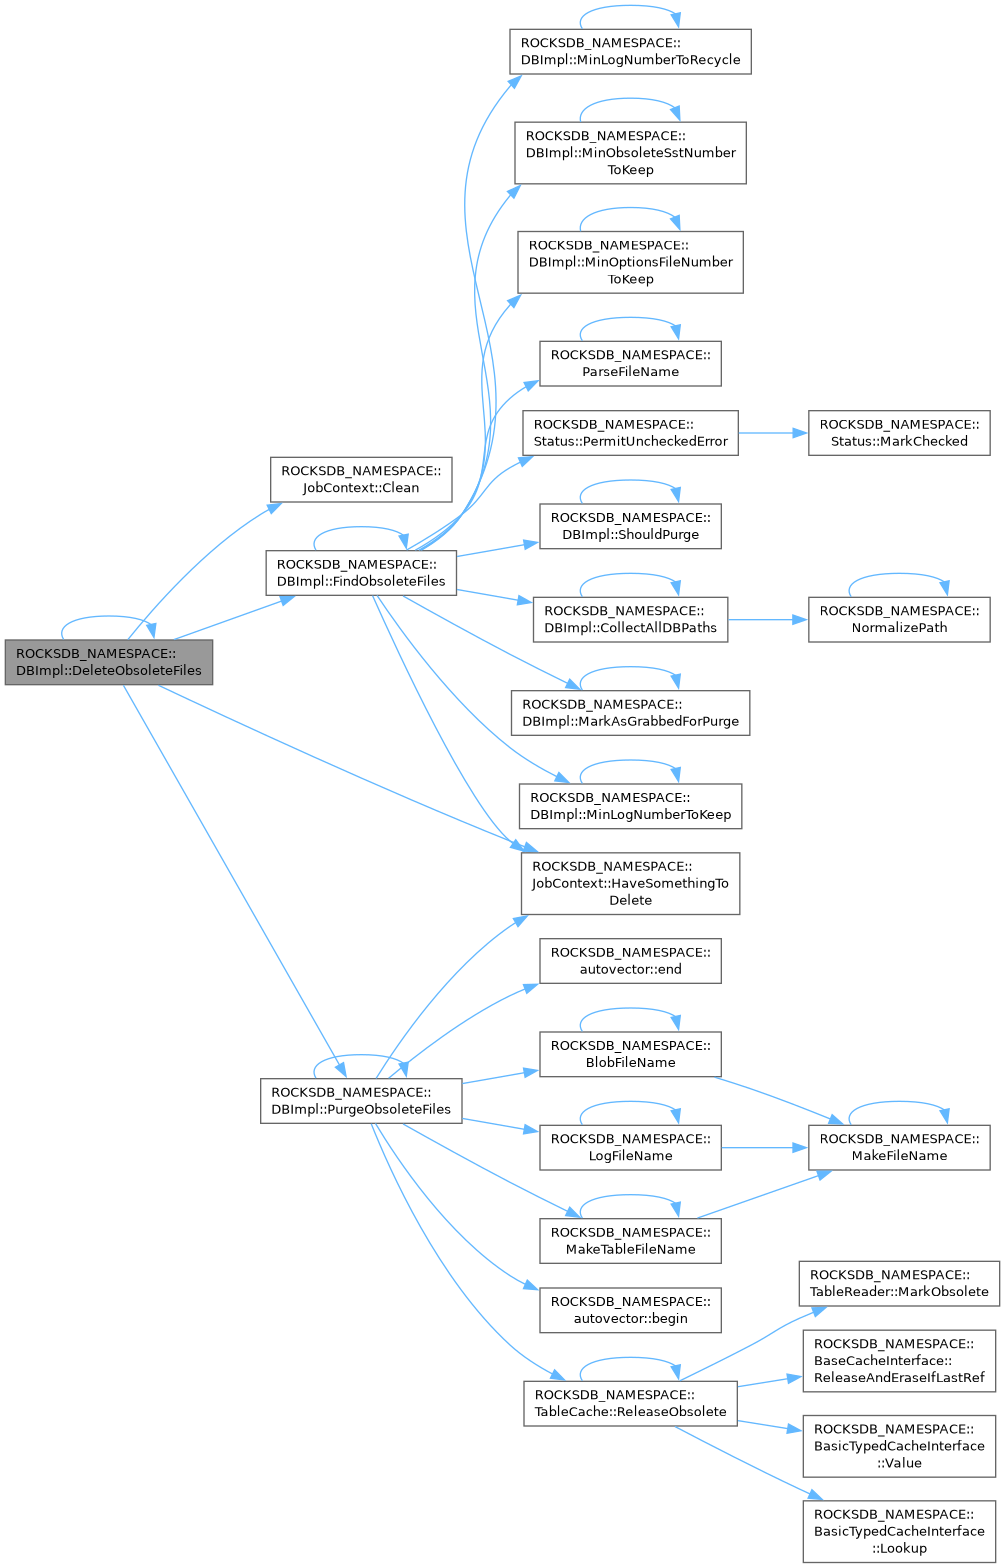 ROCKSDB_NAMESPACE::
DBImpl::DeleteObsoleteFiles
ROCKSDB_NAMESPACE::
JobContext::Clean
ROCKSDB_NAMESPACE::
DBImpl::FindObsoleteFiles
ROCKSDB_NAMESPACE::
DBImpl::PurgeObsoleteFiles
ROCKSDB_NAMESPACE::
DBImpl::MinLogNumberToRecycle
ROCKSDB_NAMESPACE::
DBImpl::MinObsoleteSstNumber
ToKeep
ROCKSDB_NAMESPACE::
DBImpl::MinOptionsFileNumber
ToKeep
ROCKSDB_NAMESPACE::
ParseFileName
ROCKSDB_NAMESPACE::
Status::PermitUncheckedError
ROCKSDB_NAMESPACE::
DBImpl::ShouldPurge
ROCKSDB_NAMESPACE::
DBImpl::CollectAllDBPaths
ROCKSDB_NAMESPACE::
DBImpl::MarkAsGrabbedForPurge
ROCKSDB_NAMESPACE::
DBImpl::MinLogNumberToKeep
ROCKSDB_NAMESPACE::
JobContext::HaveSomethingTo
Delete
ROCKSDB_NAMESPACE::
autovector::end
ROCKSDB_NAMESPACE::
BlobFileName
ROCKSDB_NAMESPACE::
LogFileName
ROCKSDB_NAMESPACE::
MakeTableFileName
ROCKSDB_NAMESPACE::
autovector::begin
ROCKSDB_NAMESPACE::
TableCache::ReleaseObsolete
ROCKSDB_NAMESPACE::
Status::MarkChecked
ROCKSDB_NAMESPACE::
NormalizePath
ROCKSDB_NAMESPACE::
MakeFileName
ROCKSDB_NAMESPACE::
TableReader::MarkObsolete
ROCKSDB_NAMESPACE::
BaseCacheInterface::
ReleaseAndEraseIfLastRef
ROCKSDB_NAMESPACE::
BasicTypedCacheInterface
::Value
ROCKSDB_NAMESPACE::
BasicTypedCacheInterface
::Lookup